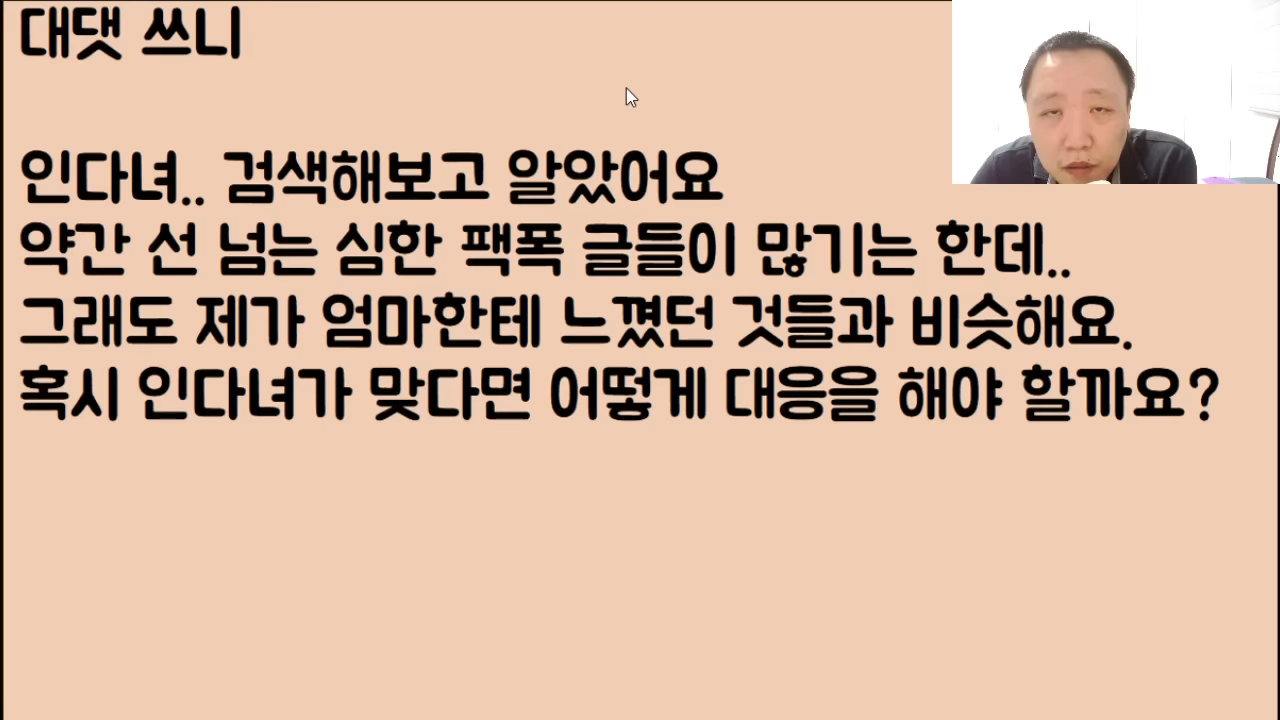 대댓 쓰니
인다녀.. 검색해보고 알았어요
약간 선 넘는 심한 팩폭 글들이 많기는 한데..
그래도 제가 엄마한테 느꼈던 것들과 비슷해요.
혹시 인다녀가 맞다면 어떻게 대응을 해야 할까요?